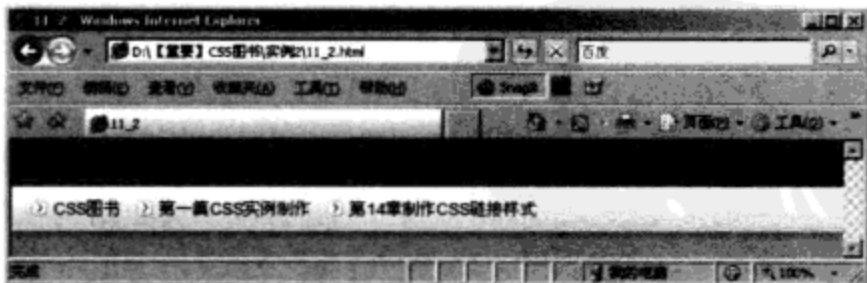 11_2 Windows Internet Explorer
D:\【重要】CSS图书\实例2\11_2.html 百度
文件(F) 编辑(E) 查看(V) 收藏夹(A) 工具(T) 帮助(H) SnagIt
11_2 页面(P) 工具(O)
CSS图书 第一篇CSS实例制作 第14章制作CSS链接样式
完成 我的电脑 100%